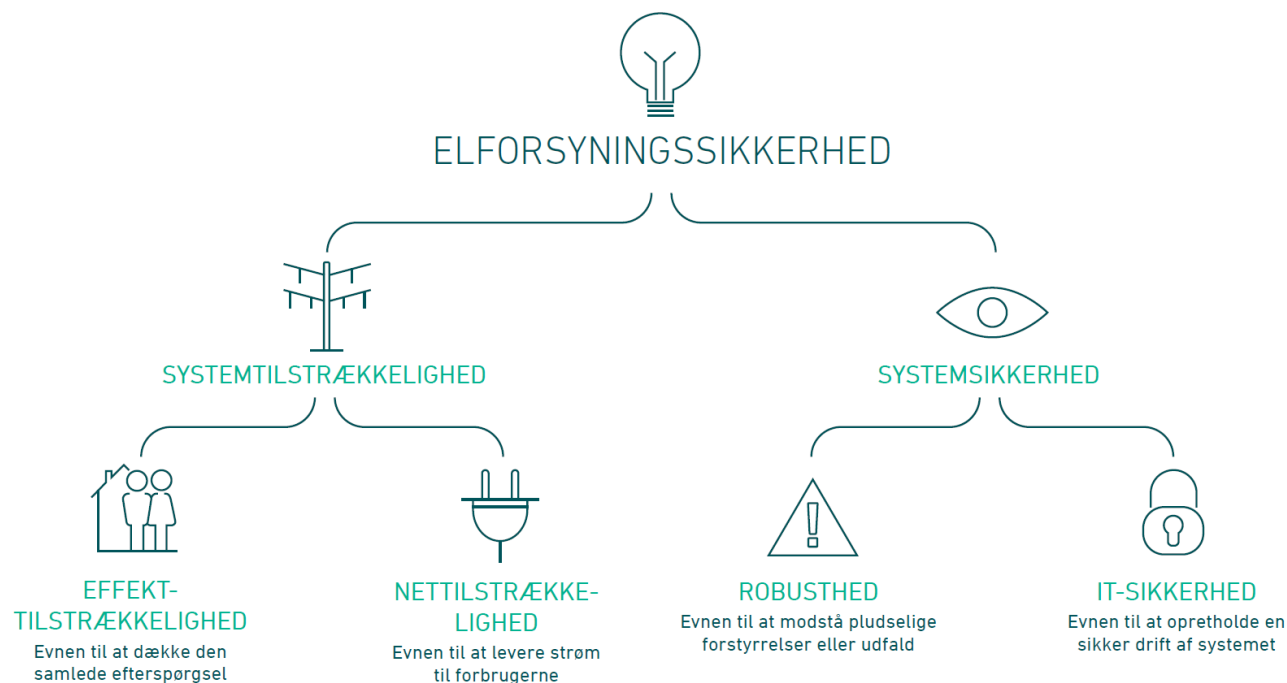 ELFORSYNINGSSIKKERHED
SYSTEMTILSTRÆKKELIGHED
SYSTEMSIKKERHED
EFFEKT-
TILSTRÆKKELIGHED
Evnen til at dække den
samlede efterspørgsel
NETTILSTRÆKKE-
LIGHED
Evnen til at levere strøm
til forbrugerne
ROBUSTHED
Evnen til at modstå pludselige
forstyrrelser eller udfald
IT-SIKKERHED
Evnen til at opretholde en
sikker drift af systemet